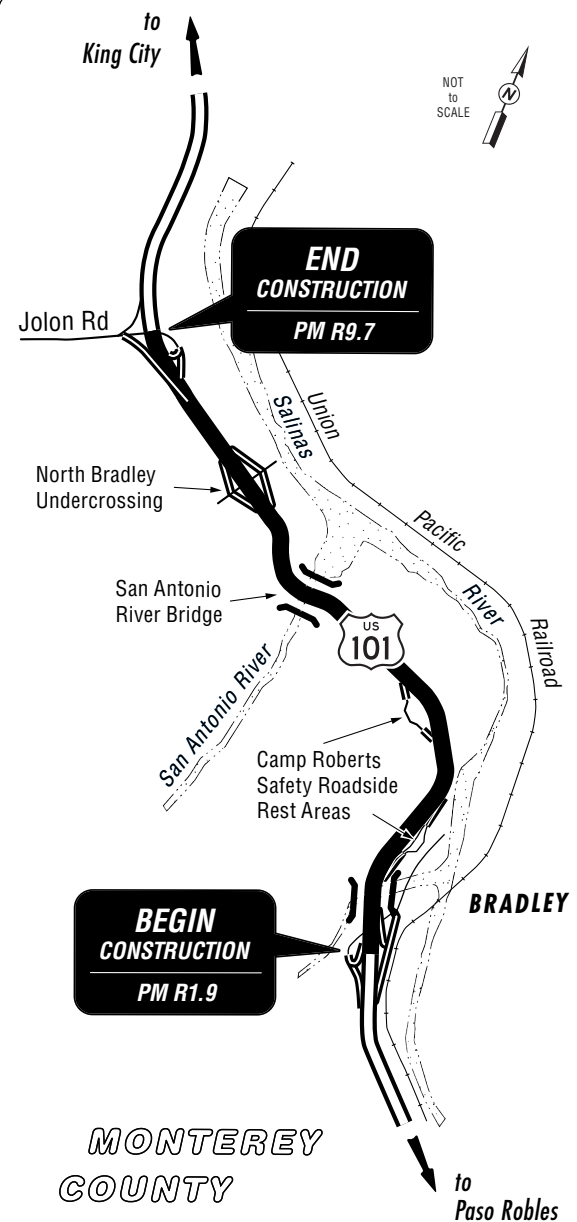 to
King City
NOT
to
SCALE
N
END
CONSTRUCTION
PM R9.7
Jolon Rd
Salinas
Union
North Bradley
Undercrossing
Pacific
San Antonio
River Bridge
River
US
101
Railroad
San Antonio River
Camp Roberts
Safety Roadside
Rest Areas
BRADLEY
BEGIN
CONSTRUCTION
PM R1.9
MONTEREY
COUNTY
to
Paso Robles